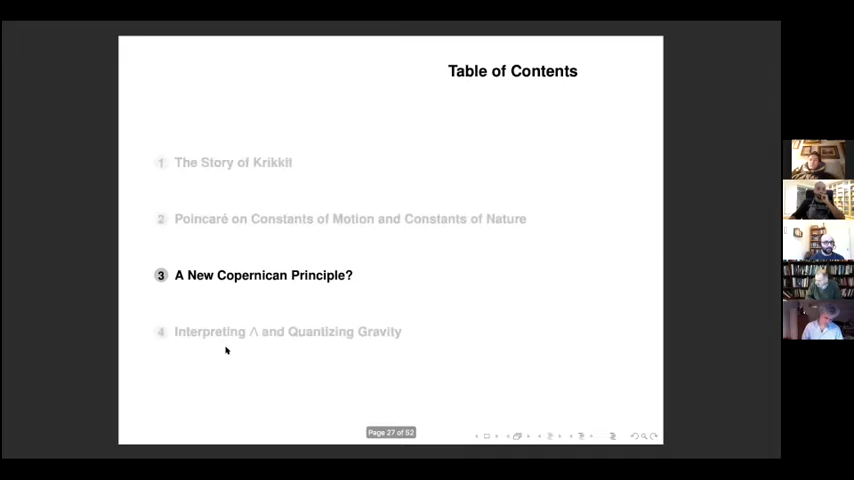 Table of Contents
1 The Story of Krikkit
2 Poincaré on Constants of Motion and Constants of Nature
3 A New Copernican Principle?
4 Interpreting Λ and Quantizing Gravity
Page 27 of 52